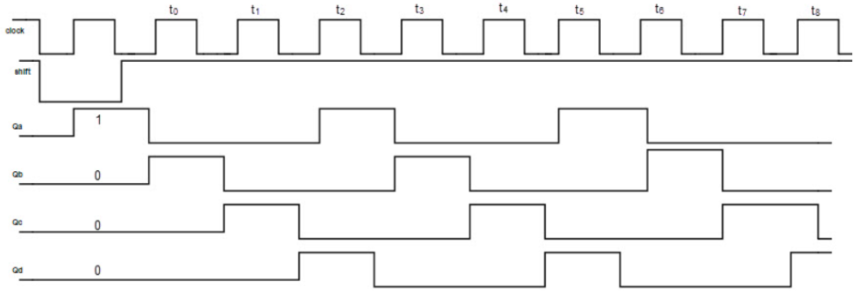 t0 t1 t2 t3 t4 t5 t6 t7 t8
clock
shift
Qa 1
Qb 0
Qc 0
Qd 0